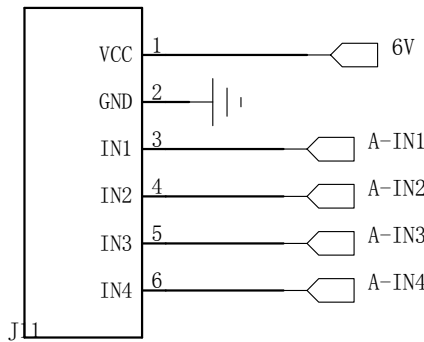 VCC 1 6V
GND 2
IN1 3 A-IN1
IN2 4 A-IN2
IN3 5 A-IN3
IN4 6 A-IN4
J11